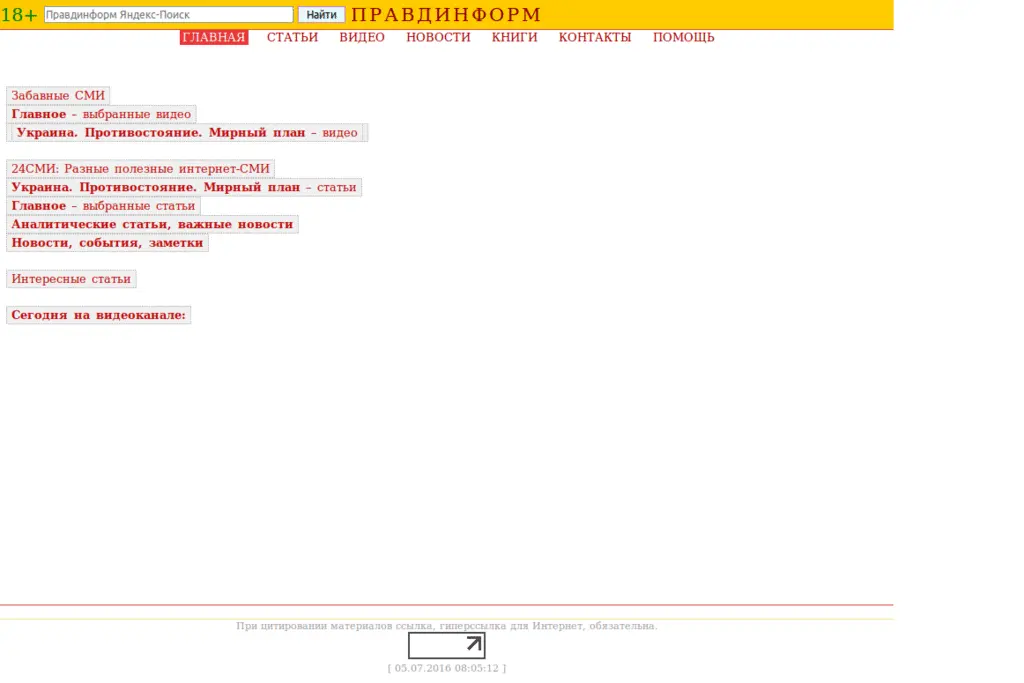 18+ Правдинформ Яндекс-Поиск Найти ПРАВДИНФОРМ
ГЛАВНАЯ СТАТЬИ ВИДЕО НОВОСТИ КНИГИ КОНТАКТЫ ПОМОЩЬ
Забавные СМИ
Главное – выбранные видео
Украина. Противостояние. Мирный план – видео
24СМИ: Разные полезные интернет-СМИ
Украина. Противостояние. Мирный план – статьи
Главное – выбранные статьи
Аналитические статьи, важные новости
Новости, события, заметки
Интересные статьи
Сегодня на видеоканале:
При цитировании материалов ссылка, гиперссылка для Интернет, обязательна.
[ 05.07.2016 08:05:12 ]